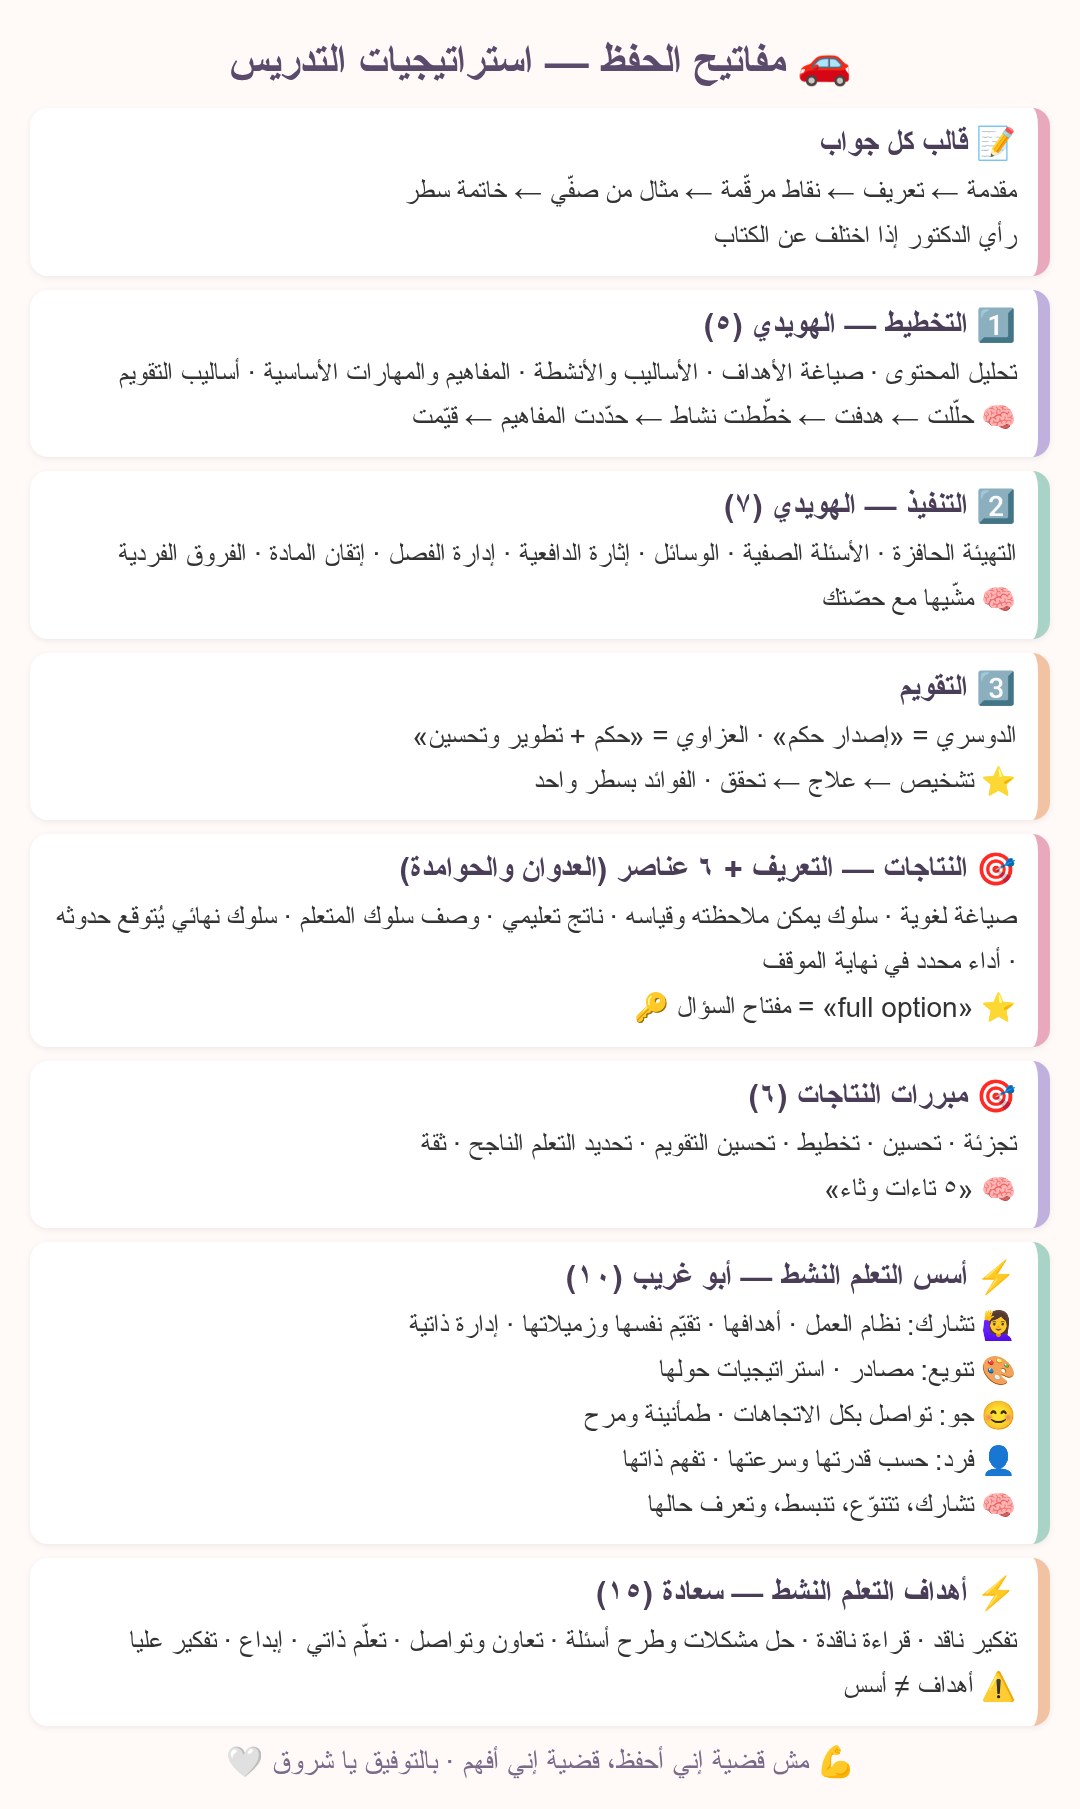 🚗 مفاتيح الحفظ — استراتيجيات التدريس
📝 قالب كل جواب
مقدمة ← تعريف ← نقاط مرقّمة ← مثال من صفّي ← خاتمة سطر
رأي الدكتور إذا اختلف عن الكتاب
1️⃣ التخطيط — الهويدي (٥)
تحليل المحتوى · صياغة الأهداف · الأساليب والأنشطة · المفاهيم والمهارات الأساسية · أساليب التقويم
🧠 حلّلت ← هدفت ← خطّطت نشاط ← حدّدت المفاهيم ← قيّمت
2️⃣ التنفيذ — الهويدي (٧)
التهيئة الحافزة · الأسئلة الصفية · الوسائل · إثارة الدافعية · إدارة الفصل · إتقان المادة · الفروق الفردية
🧠 مشّيها مع حصّتك
3️⃣ التقويم
الدوسري = «إصدار حكم» · العزاوي = «حكم + تطوير وتحسين»
⭐ تشخيص ← علاج ← تحقق · الفوائد بسطر واحد
🎯 النتاجات — التعريف + ٦ عناصر (العدوان والحوامدة)
صياغة لغوية · سلوك يمكن ملاحظته وقياسه · ناتج تعليمي · وصف سلوك المتعلم · سلوك نهائي يُتوقع حدوثه
· أداء محدد في نهاية الموقف
⭐ «full option» = مفتاح السؤال 🔑
🎯 مبررات النتاجات (٦)
تجزئة · تحسين · تخطيط · تحسين التقويم · تحديد التعلم الناجح · ثقة
🧠 «٥ تاءات وثاء»
⚡ أسس التعلم النشط — أبو غريب (١٠)
🙋‍♀️ تشارك: نظام العمل · أهدافها · تقيّم نفسها وزميلاتها · إدارة ذاتية
🎨 تنويع: مصادر · استراتيجيات حولها
😊 جو: تواصل بكل الاتجاهات · طمأنينة ومرح
👤 فرد: حسب قدرتها وسرعتها · تفهم ذاتها
🧠 تشارك، تتنوّع، تنبسط، وتعرف حالها
⚡ أهداف التعلم النشط — سعادة (١٥)
تفكير ناقد · قراءة ناقدة · حل مشكلات وطرح أسئلة · تعاون وتواصل · تعلّم ذاتي · إبداع · تفكير عليا
⚠️ أهداف ≠ أسس
💪 مش قضية إني أحفظ، قضية إني أفهم · بالتوفيق يا شروق 🤍